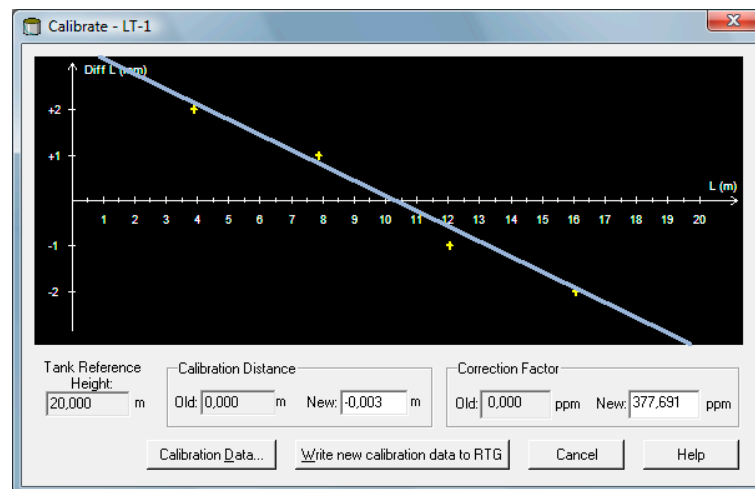 Calibrate - LT-1
Diff L (mm)
+2
+1
L (m)
1 2 3 4 5 6 7 8 9 10 11 12 13 14 15 16 17 18 19 20
-1
-2
Tank Reference
Height:
20,000 m
Calibration Distance
Old: 0,000 m New: -0,003 m
Correction Factor
Old: 0,000 ppm New: 377,691 ppm
Calibration Data...
Write new calibration data to RTG
Cancel
Help